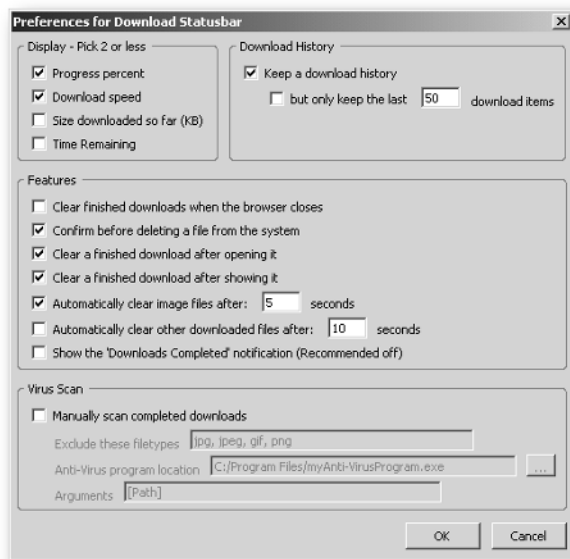 Preferences for Download Statusbar
Display - Pick 2 or less
Progress percent
Download speed
Size downloaded so far (KB)
Time Remaining
Download History
Keep a download history
but only keep the last 50 download items
Features
Clear finished downloads when the browser closes
Confirm before deleting a file from the system
Clear a finished download after opening it
Clear a finished download after showing it
Automatically clear image files after: 5 seconds
Automatically clear other downloaded files after: 10 seconds
Show the 'Downloads Completed' notification (Recommended off)
Virus Scan
Manually scan completed downloads
Exclude these filetypes jpg, jpeg, gif, png
Anti-Virus program location C:/Program Files/myAnti-VirusProgram.exe ...
Arguments [Path]
OK Cancel